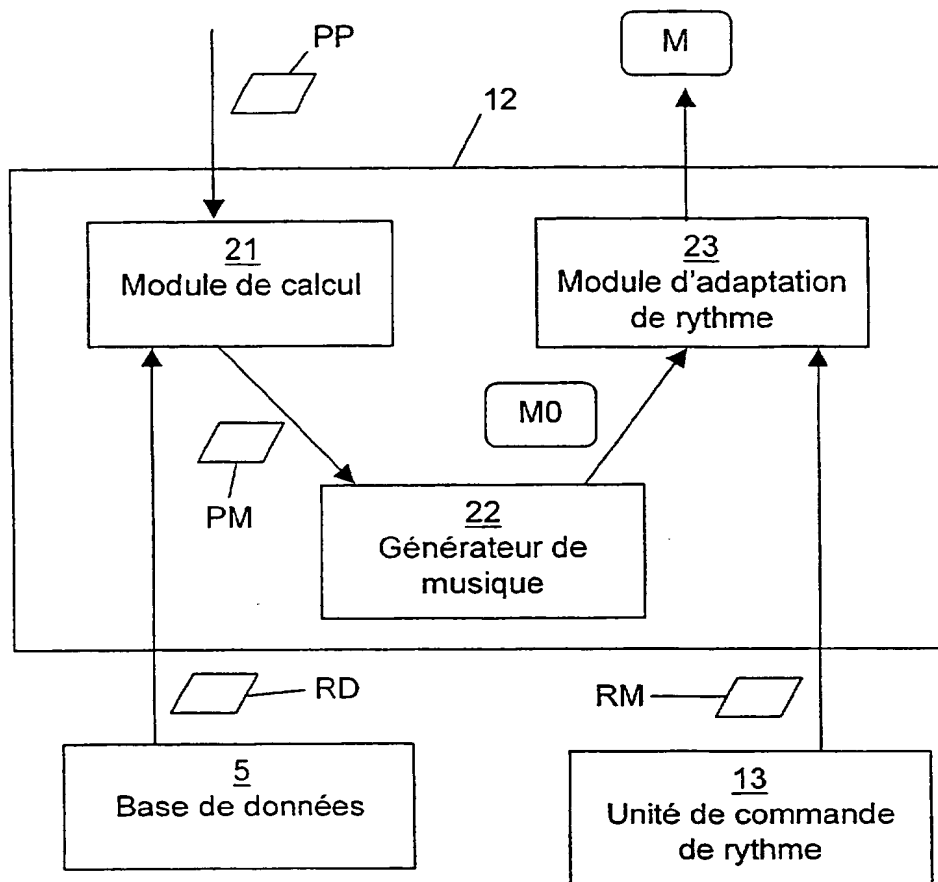 PP
M
12
21
Module de calcul
23
Module d'adaptation
de rythme
M0
PM
22
Générateur de
musique
RD
RM
5
Base de données
13
Unité de commande
de rythme